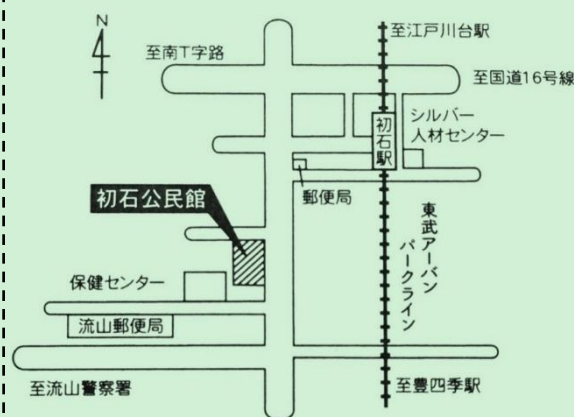 N
至江戸川台駅
至南T字路
至国道16号線
シルバー
人材センター
初石駅
郵便局
初石公民館
東武アーバン
パークライン
保健センター
流山郵便局
至流山警察署
至豊四季駅